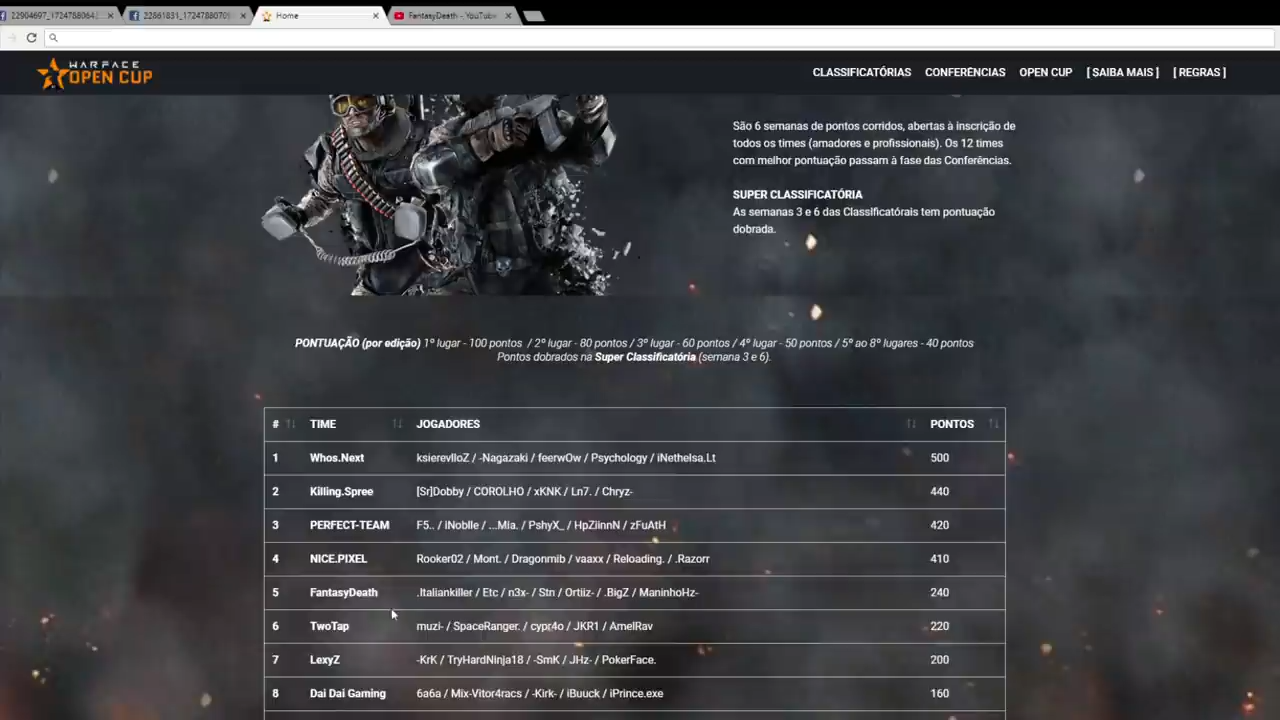 22904697_1724788064
22861831_1724788070
Home
FantasyDeath - YouTube
WARFACE
OPEN CUP
CLASSIFICATÓRIAS CONFERÊNCIAS OPEN CUP [ SAIBA MAIS ] [ REGRAS ]
São 6 semanas de pontos corridos, abertas à inscrição de
todos os times (amadores e profissionais). Os 12 times
com melhor pontuação passam à fase das Conferências.
SUPER CLASSIFICATÓRIA
As semanas 3 e 6 das Classificatórais tem pontuação
dobrada.
PONTUAÇÃO (por edição) 1º lugar - 100 pontos / 2º lugar - 80 pontos / 3º lugar - 60 pontos / 4º lugar - 50 pontos / 5º ao 8º lugares - 40 pontos
Pontos dobrados na Super Classificatória (semana 3 e 6).
# TIME JOGADORES PONTOS
1 Whos.Next ksierevlloZ / -Nagazaki / feerwOw / Psychology / iNethelsa.Lt 500
2 Killing.Spree [Sr]Dobby / COROLHO / xKNK / Ln7. / Chryz- 440
3 PERFECT-TEAM F5.. / iNoblle / ...Mia. / PshyX_ / HpZiinnN / zFuAtH 420
4 NICE.PIXEL Rooker02 / Mont. / Dragonmib / vaaxx / Reloading. / .Razorr 410
5 FantasyDeath .Italiankiller / Etc / n3x- / Stn / Ortiiz- / .BigZ / ManinhoHz- 240
6 TwoTap muzi- / SpaceRanger. / cypr4o / JKR1 / AmelRav 220
7 LexyZ -KrK / TryHardNinja18 / -SmK / JHz- / PokerFace. 200
8 Dai Dai Gaming 6a6a / Mix-Vitor4racs / -Kirk- / iBuuck / iPrince.exe 160